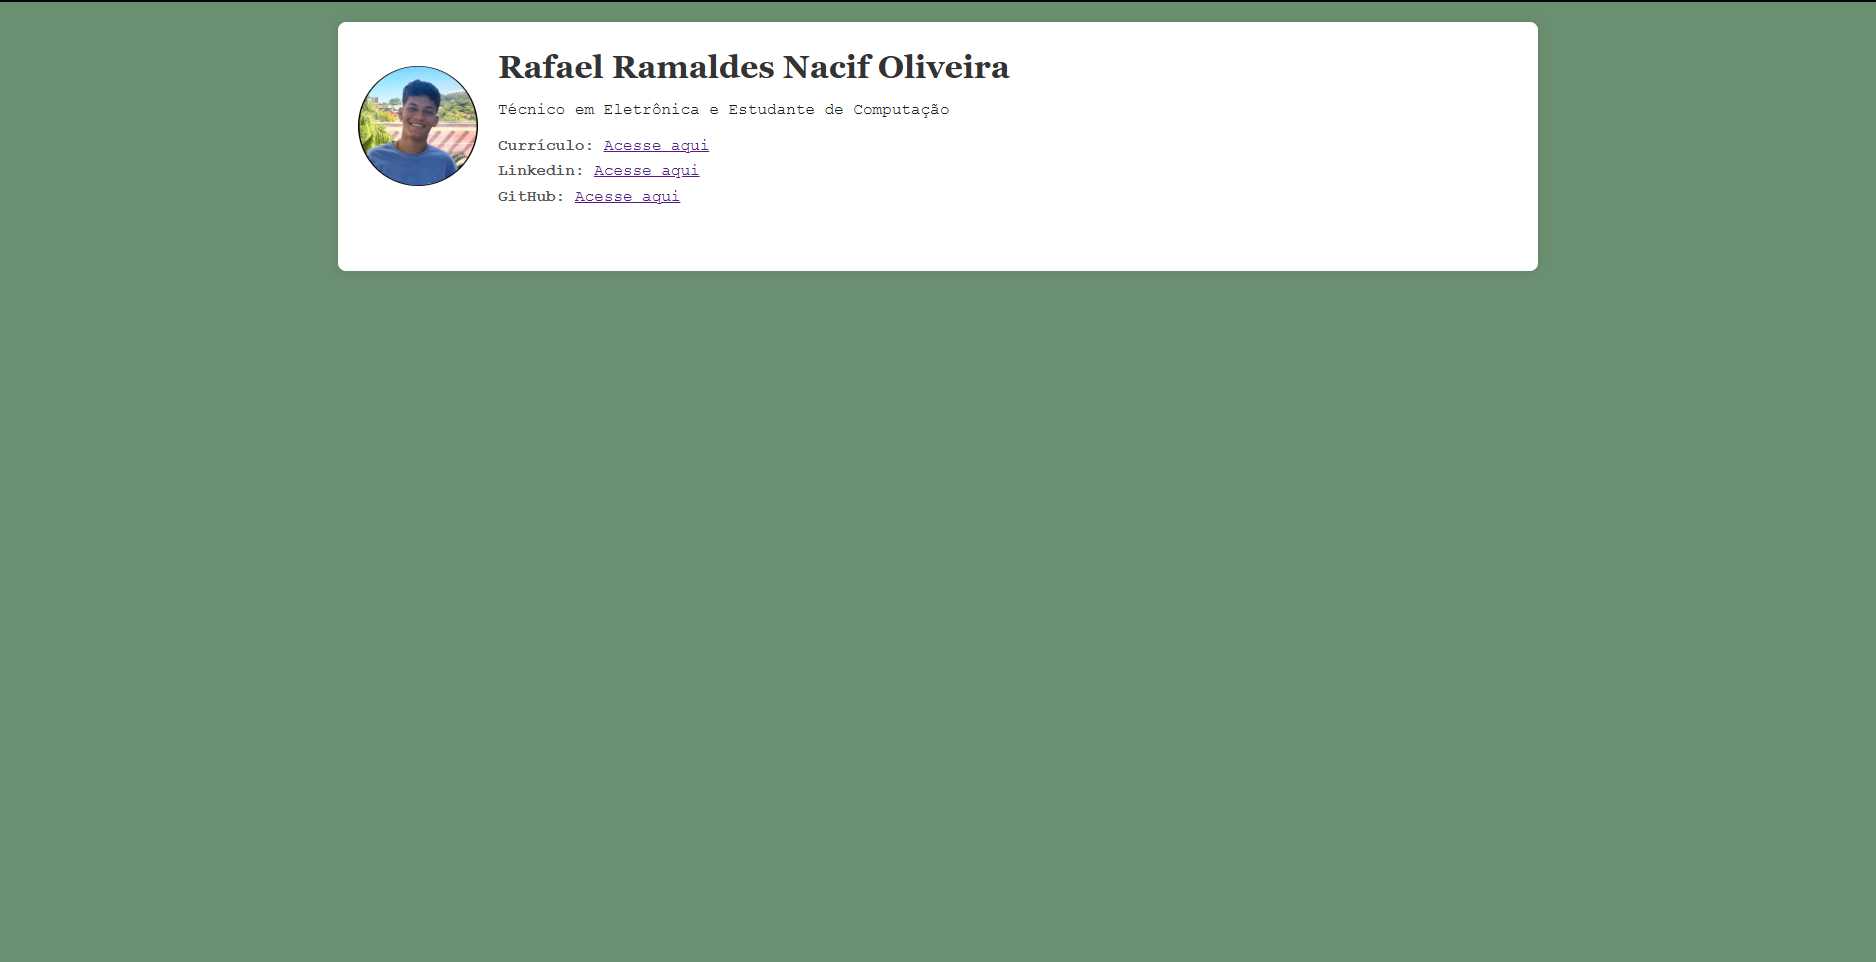 Rafael Ramaldes Nacif Oliveira
Técnico em Eletrônica e Estudante de Computação
Currículo: Acesse aqui
Linkedin: Acesse aqui
GitHub: Acesse aqui